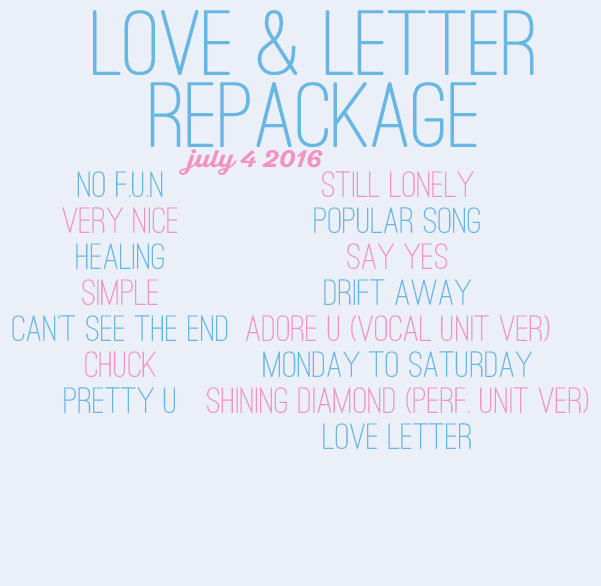 LOVE & LETTER
REPACKAGE
july 4 2016
NO F.U.N
VERY NICE
HEALING
SIMPLE
CAN'T SEE THE END
CHUCK
PRETTY U
STILL LONELY
POPULAR SONG
SAY YES
DRIFT AWAY
ADORE U (VOCAL UNIT VER)
MONDAY TO SATURDAY
SHINING DIAMOND (PERF. UNIT VER)
LOVE LETTER